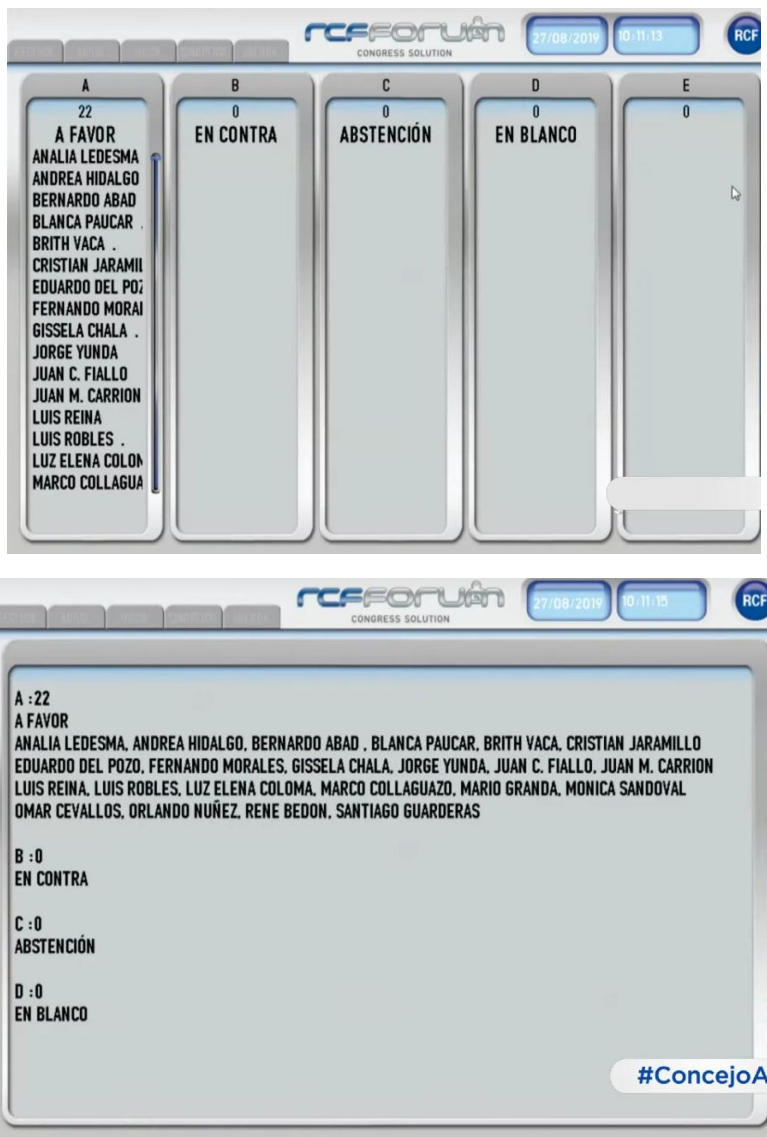 RCF FORUM
CONGRESS SOLUTION
27/08/2019
10:11:13
RCF
A
B
C
D
E
22
0
0
0
0
A FAVOR
EN CONTRA
ABSTENCIÓN
EN BLANCO
ANALIA LEDESMA
ANDREA HIDALGO
BERNARDO ABAD
BLANCA PAUCAR .
BRITH VACA .
CRISTIAN JARAMIL
EDUARDO DEL POZ
FERNANDO MORAI
GISSELA CHALA .
JORGE YUNDA
JUAN C. FIALLO
JUAN M. CARRION
LUIS REINA
LUIS ROBLES .
LUZ ELENA COLOM
MARCO COLLAGUA
RCF FORUM
CONGRESS SOLUTION
27/08/2019
10:11:15
RCF
A :22
A FAVOR
ANALIA LEDESMA, ANDREA HIDALGO, BERNARDO ABAD , BLANCA PAUCAR, BRITH VACA, CRISTIAN JARAMILLO
EDUARDO DEL POZO, FERNANDO MORALES, GISSELA CHALA, JORGE YUNDA, JUAN C. FIALLO, JUAN M. CARRION
LUIS REINA, LUIS ROBLES, LUZ ELENA COLOMA, MARCO COLLAGUAZO, MARIO GRANDA, MONICA SANDOVAL
OMAR CEVALLOS, ORLANDO NUÑEZ, RENE BEDON, SANTIAGO GUARDERAS
B :0
EN CONTRA
C :0
ABSTENCIÓN
D :0
EN BLANCO
#ConcejoA